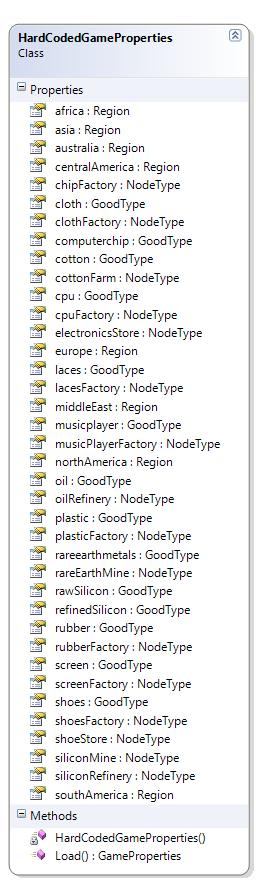 HardCodedGameProperties
Class
Properties
africa : Region
asia : Region
australia : Region
centralAmerica : Region
chipFactory : NodeType
cloth : GoodType
clothFactory : NodeType
computerchip : GoodType
cotton : GoodType
cottonFarm : NodeType
cpu : GoodType
cpuFactory : NodeType
electronicsStore : NodeType
europe : Region
laces : GoodType
lacesFactory : NodeType
middleEast : Region
musicplayer : GoodType
musicPlayerFactory : NodeType
northAmerica : Region
oil : GoodType
oilRefinery : NodeType
plastic : GoodType
plasticFactory : NodeType
rareearthmetals : GoodType
rareEarthMine : NodeType
rawSilicon : GoodType
refinedSilicon : GoodType
rubber : GoodType
rubberFactory : NodeType
screen : GoodType
screenFactory : NodeType
shoes : GoodType
shoesFactory : NodeType
shoeStore : NodeType
siliconMine : NodeType
siliconRefinery : NodeType
southAmerica : Region
Methods
HardCodedGameProperties()
Load() : GameProperties